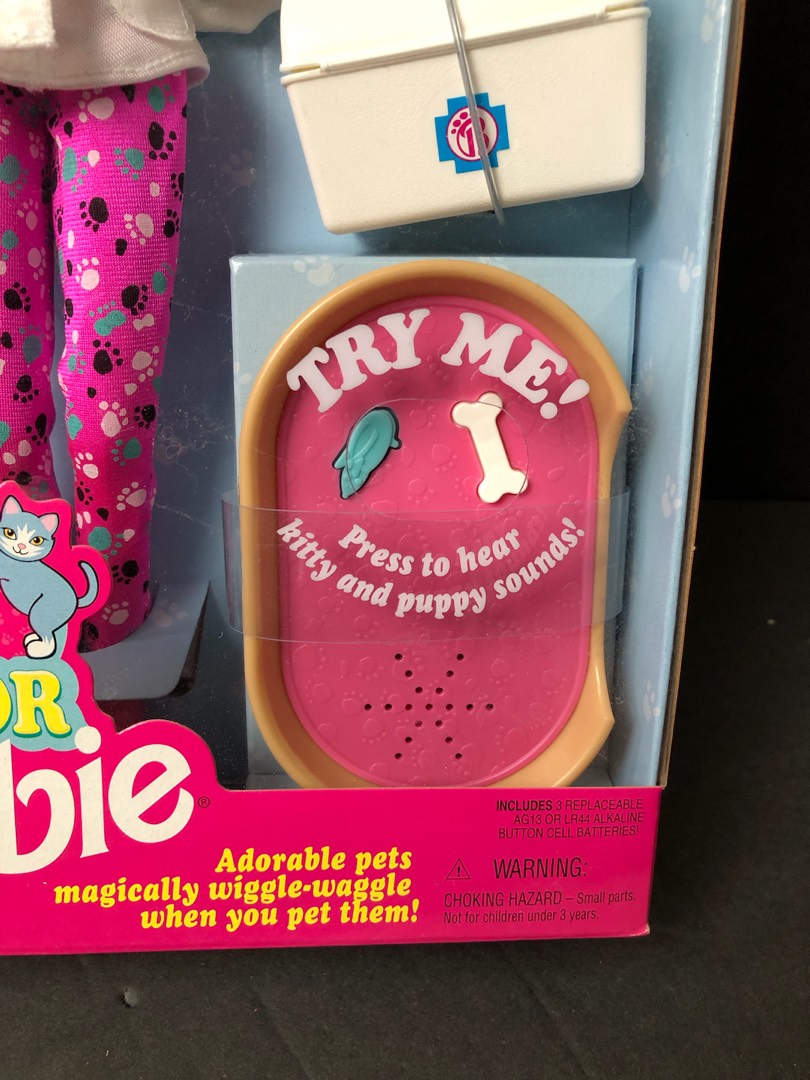 B
TRY ME!
Press to hear
kitty and puppy sounds!
OR
bie®
Adorable pets
magically wiggle-waggle
when you pet them!
INCLUDES 3 REPLACEABLE
AG13 OR LR44 ALKALINE
BUTTON CELL BATTERIES!
⚠ WARNING:
CHOKING HAZARD – Small parts.
Not for children under 3 years.